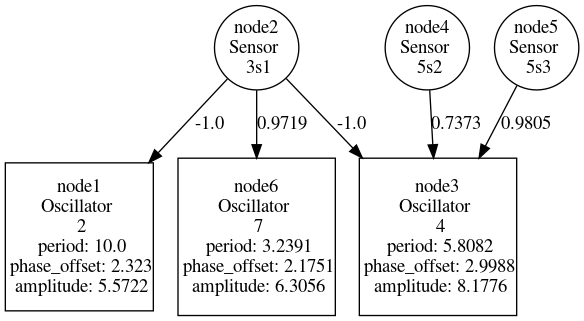 node2
Sensor
3s1
node4
Sensor
5s2
node5
Sensor
5s3
-1.0
0.9719
-1.0
0.7373
0.9805
node1
Oscillator
2
period: 10.0
phase_offset: 2.323
amplitude: 5.5722
node6
Oscillator
7
period: 3.2391
phase_offset: 2.1751
amplitude: 6.3056
node3
Oscillator
4
period: 5.8082
phase_offset: 2.9988
amplitude: 8.1776